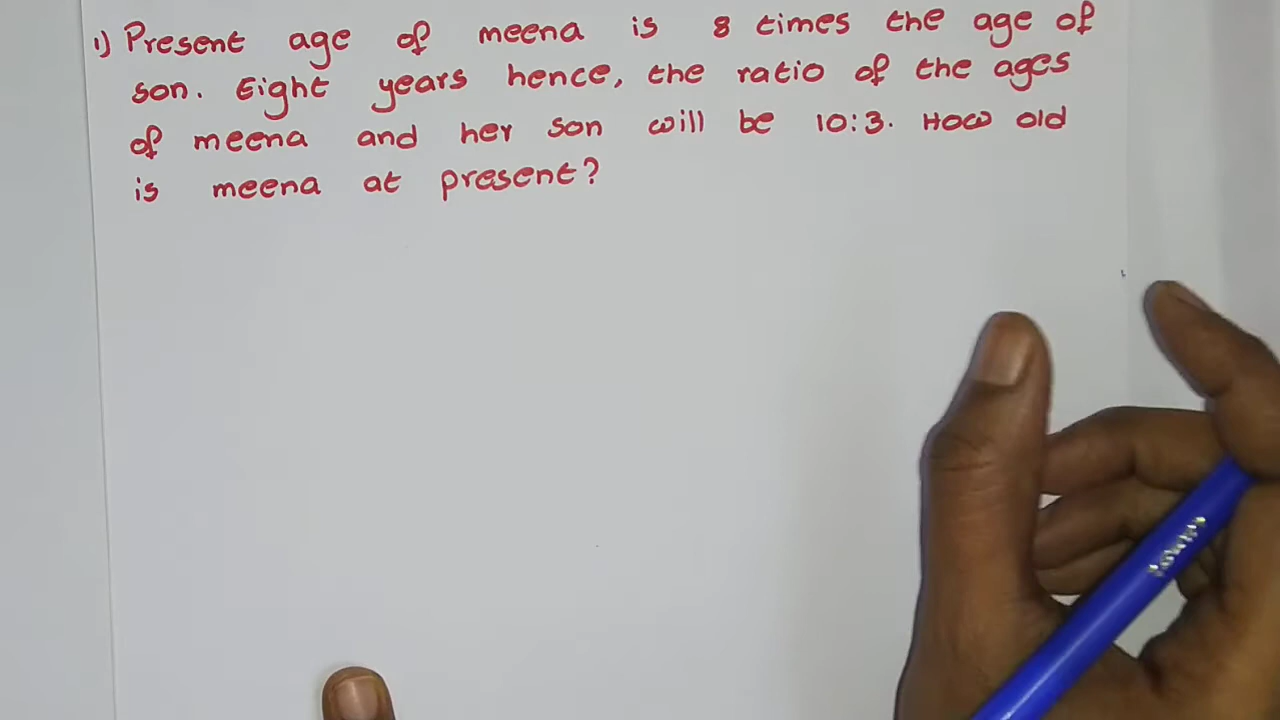 1) Present age of meena is 8 times the age of
son. Eight years hence, the ratio of the ages
of meena and her son will be 10:3. How old
is meena at present?